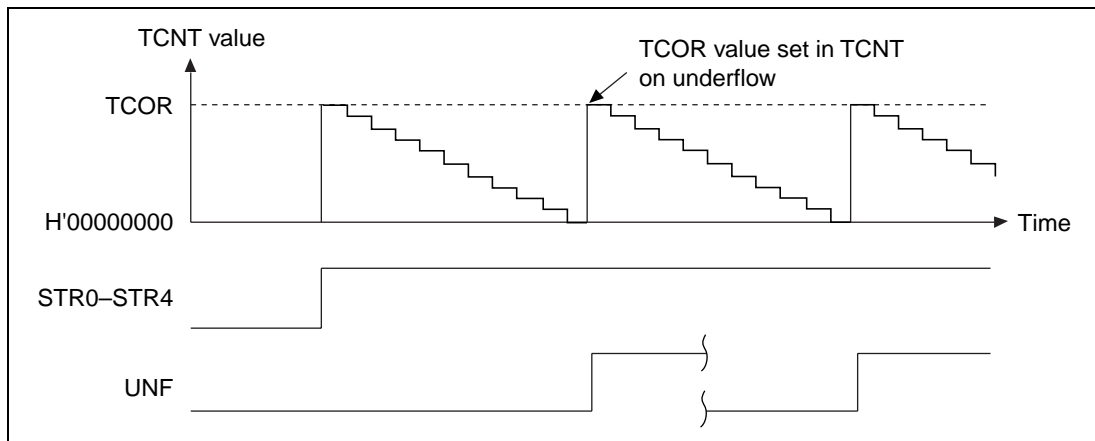 TCNT value
TCOR value set in TCNT
on underflow
TCOR
H'00000000
Time
STR0–STR4
UNF